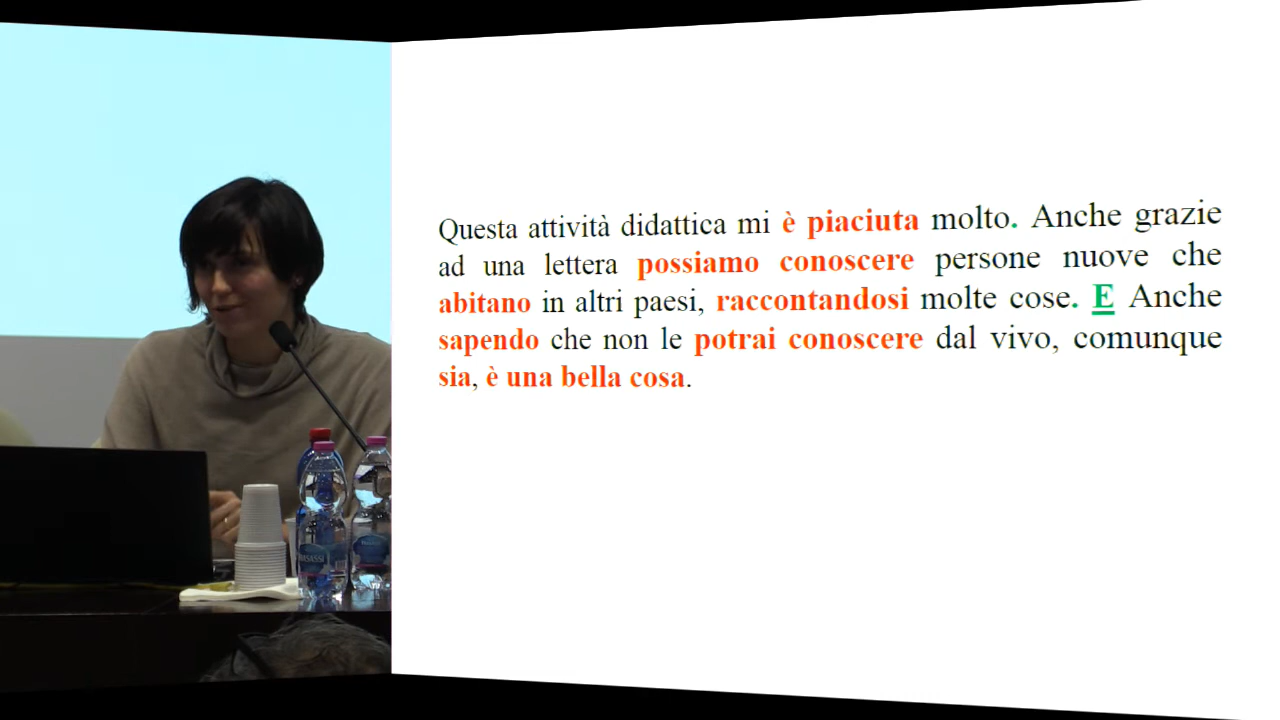 Questa attività didattica mi è piaciuta molto. Anche grazie
ad una lettera possiamo conoscere persone nuove che
abitano in altri paesi, raccontandosi molte cose. E Anche
sapendo che non le potrai conoscere dal vivo, comunque
sia, è una bella cosa.